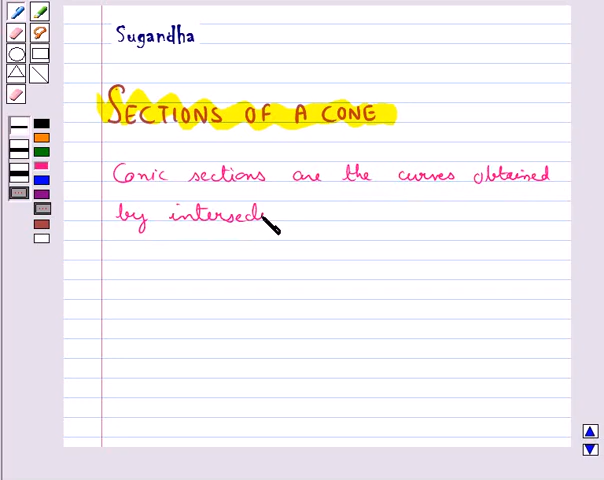 Sugandha
SECTIONS OF A CONE
Conic sections are the curves obtained
by